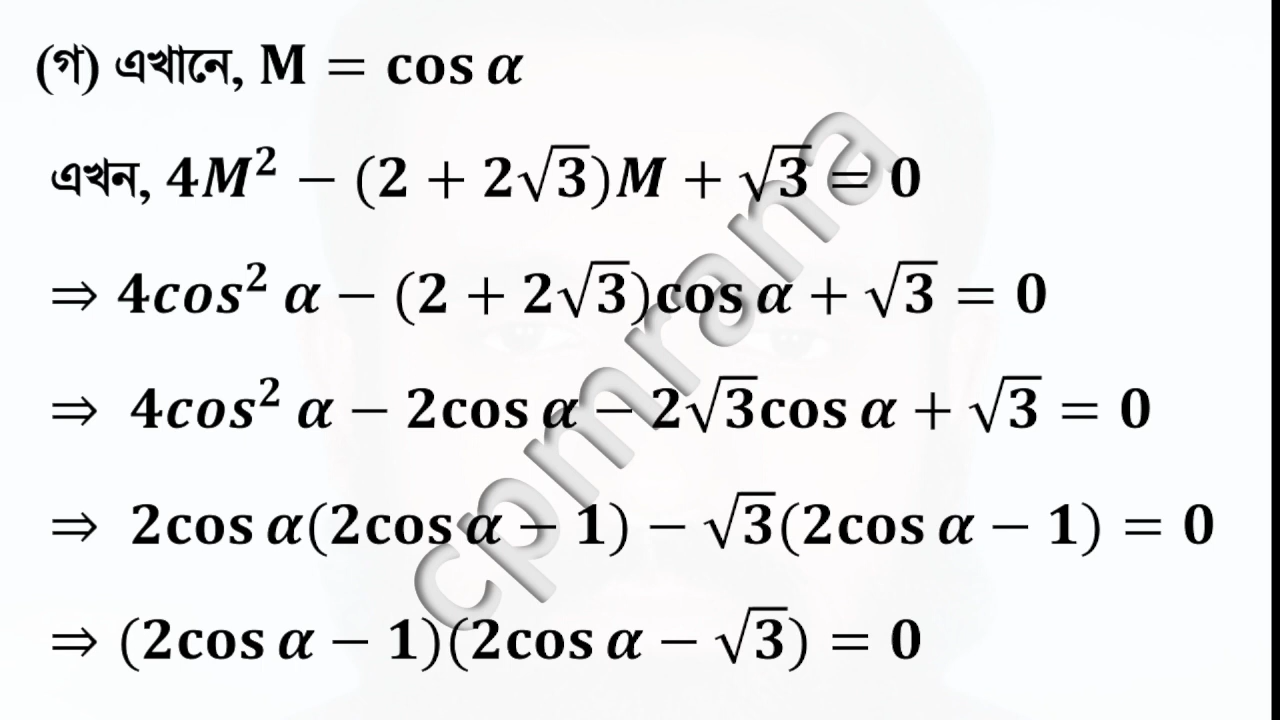 (গ) এখানে, M = cos α
এখন, 4M² − (2 + 2√3)M + √3 = 0
⇒ 4cos² α − (2 + 2√3)cos α + √3 = 0
⇒ 4cos² α − 2cos α − 2√3cos α + √3 = 0
⇒ 2cos α(2cos α − 1) − √3(2cos α − 1) = 0
⇒ (2cos α − 1)(2cos α − √3) = 0
cpmrana